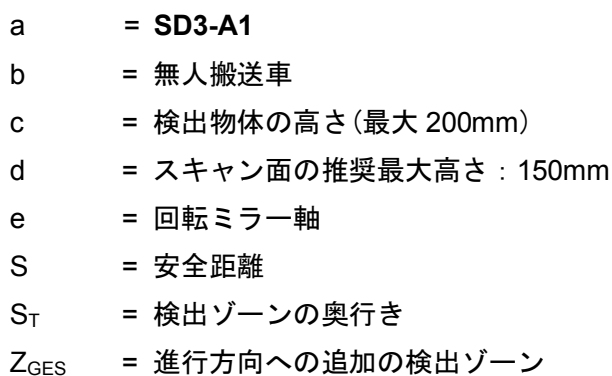 a = SD3-A1
b = 無人搬送車
c = 検出物体の高さ（最大 200mm）
d = スキャン面の推奨最大高さ：150mm
e = 回転ミラー軸
S = 安全距離
ST = 検出ゾーンの奥行き
ZGES = 進行方向への追加の検出ゾーン